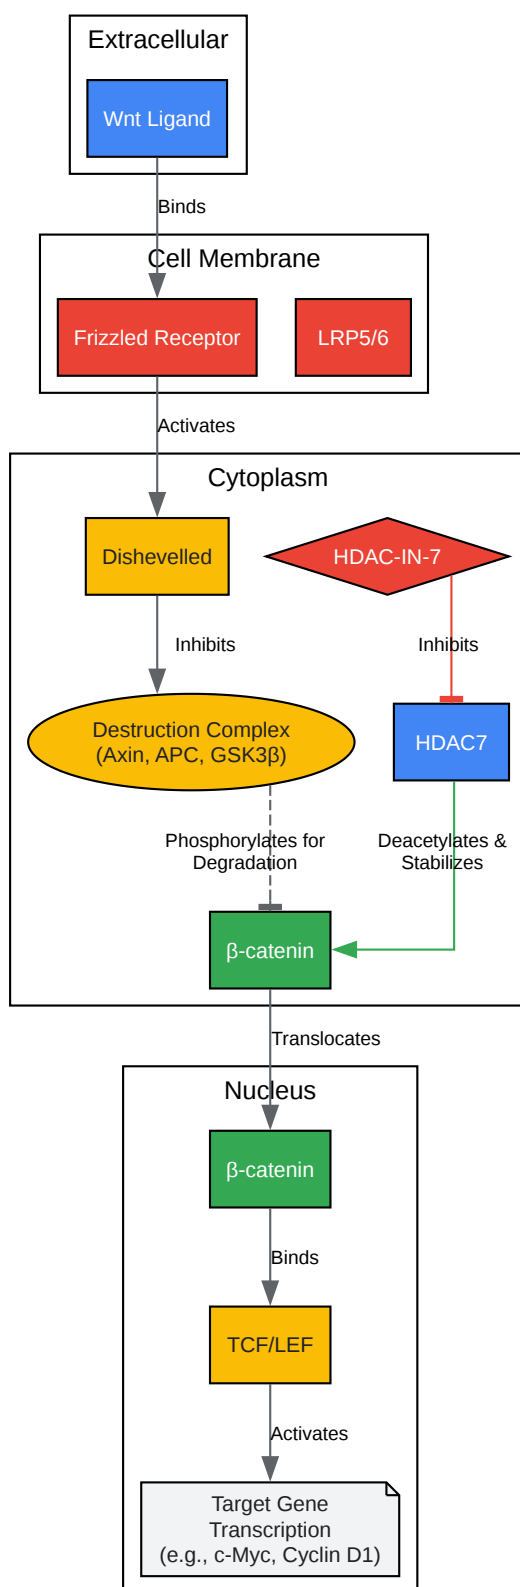 Extracellular
Wnt Ligand
Binds
Cell Membrane
Frizzled Receptor
LRP5/6
Activates
Cytoplasm
Dishevelled
HDAC-IN-7
Inhibits
Inhibits
Destruction Complex
(Axin, APC, GSK3β)
HDAC7
Phosphorylates for
Degradation
Deacetylates &
Stabilizes
β-catenin
Translocates
Nucleus
β-catenin
Binds
TCF/LEF
Activates
Target Gene
Transcription
(e.g., c-Myc, Cyclin D1)